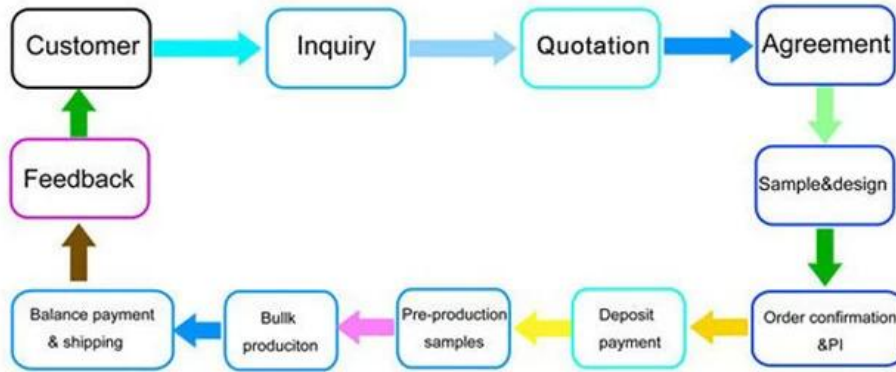 Customer
Inquiry
Quotation
Agreement
Sample&design
Order confirmation
&PI
Deposit
payment
Pre-production
samples
Bullk
produciton
Balance payment
& shipping
Feedback